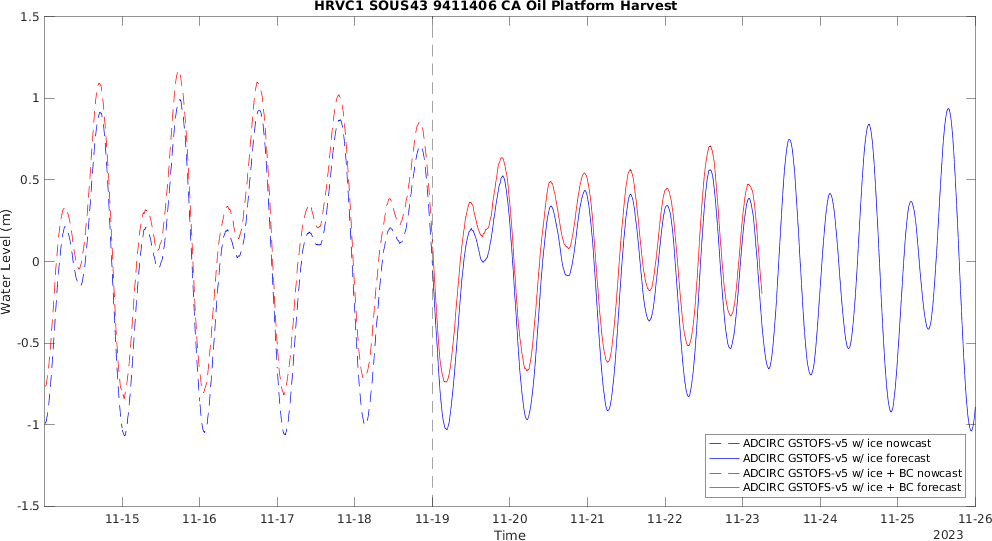 HRVC1 SOUS43 9411406 CA Oil Platform Harvest
1.5
1
0.5
0
-0.5
-1
-1.5
Water Level (m)
11-15
11-16
11-17
11-18
11-19
11-20
11-21
11-22
11-23
11-24
11-25
11-26
Time
2023
ADCIRC GSTOFS-v5 w/ ice nowcast
ADCIRC GSTOFS-v5 w/ ice forecast
ADCIRC GSTOFS-v5 w/ ice + BC nowcast
ADCIRC GSTOFS-v5 w/ ice + BC forecast